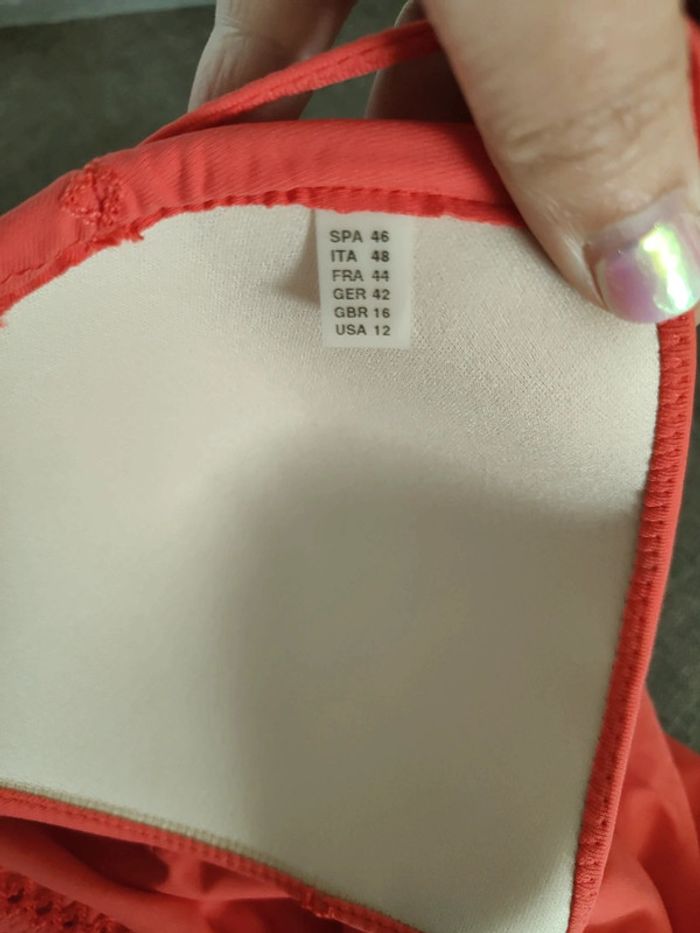 SPA 46
ITA 48
FRA 44
GER 42
GBR 16
USA 12